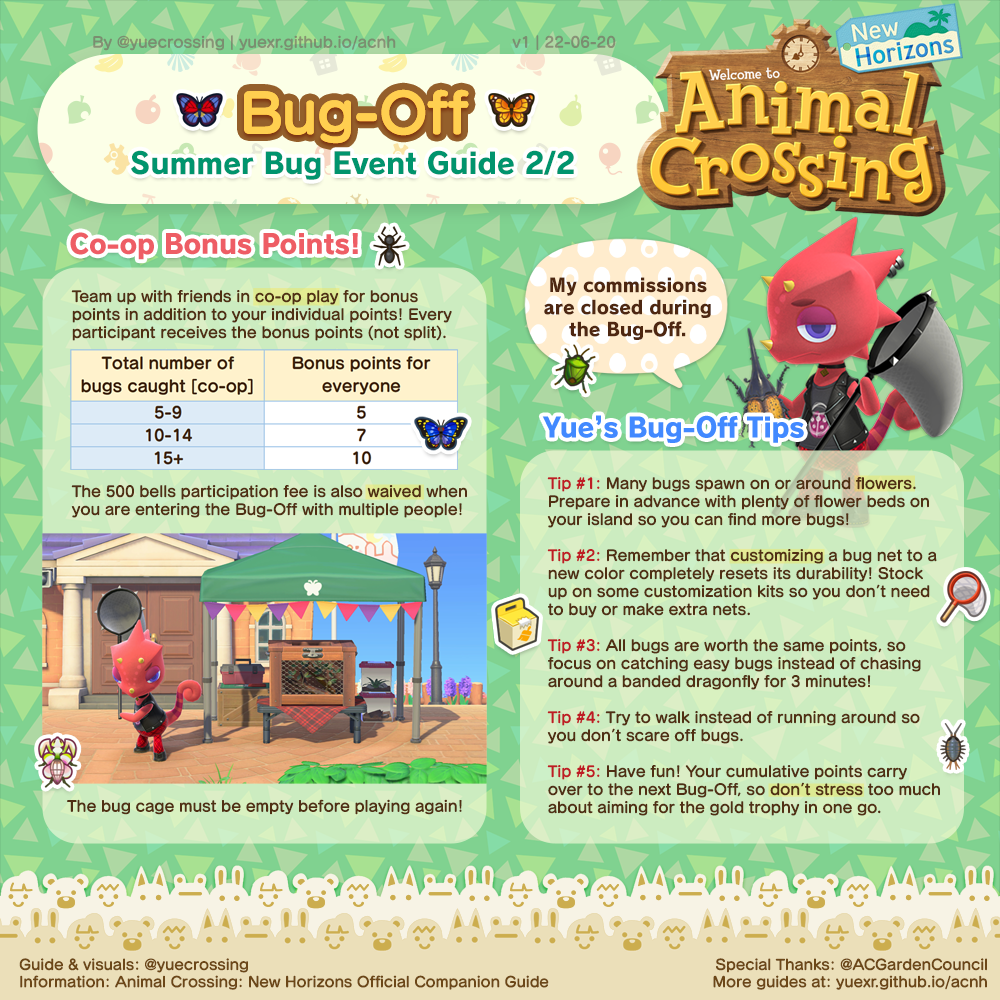 By @yuecrossing | yuexr.github.io/acnh
v1 | 22-06-20
Bug-Off
Summer Bug Event Guide 2/2
Welcome to
Animal
Crossing
New
Horizons
Co-op Bonus Points!
Team up with friends in co-op play for bonus
points in addition to your individual points! Every
participant receives the bonus points (not split).
Total number of
bugs caught [co-op]
Bonus points for
everyone
5-9 5
10-14 7
15+ 10
The 500 bells participation fee is also waived when
you are entering the Bug-Off with multiple people!
The bug cage must be empty before playing again!
My commissions
are closed during
the Bug-Off.
Yue's Bug-Off Tips
Tip #1: Many bugs spawn on or around flowers.
Prepare in advance with plenty of flower beds on
your island so you can find more bugs!
Tip #2: Remember that customizing a bug net to a
new color completely resets its durability! Stock
up on some customization kits so you don't need
to buy or make extra nets.
Tip #3: All bugs are worth the same points, so
focus on catching easy bugs instead of chasing
around a banded dragonfly for 3 minutes!
Tip #4: Try to walk instead of running around so
you don't scare off bugs.
Tip #5: Have fun! Your cumulative points carry
over to the next Bug-Off, so don't stress too much
about aiming for the gold trophy in one go.
Guide & visuals: @yuecrossing
Information: Animal Crossing: New Horizons Official Companion Guide
Special Thanks: @ACGardenCouncil
More guides at: yuexr.github.io/acnh